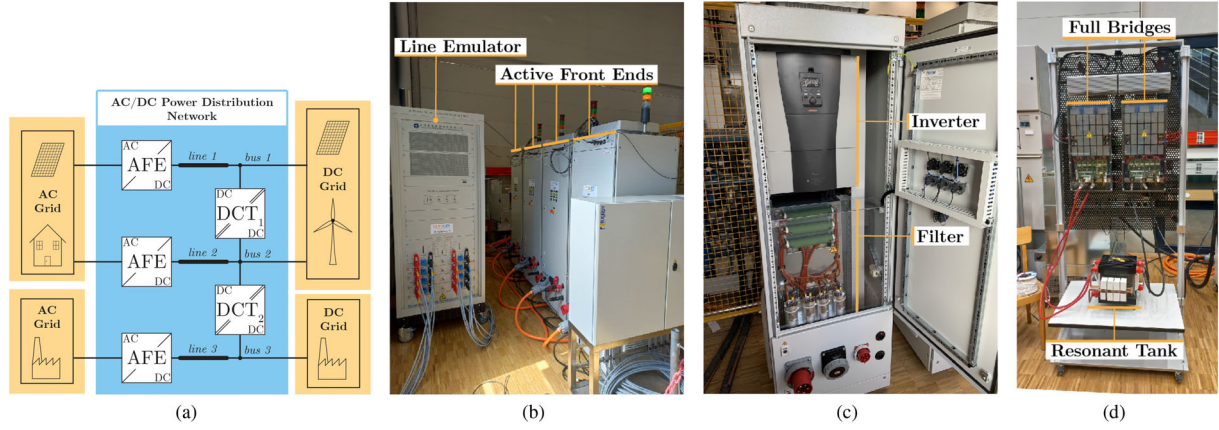 AC/DC Power Distribution
Network
AC
Grid
AC
Grid
AC
AFE
DC
line 1
bus 1
DC
DCT1
DC
AC
AFE
DC
line 2
bus 2
DC
DCT2
DC
AC
AFE
DC
line 3
bus 3
DC
Grid
DC
Grid
(a)
Line Emulator
Active Front Ends
(b)
Inverter
Filter
(c)
Full Bridges
Resonant Tank
(d)